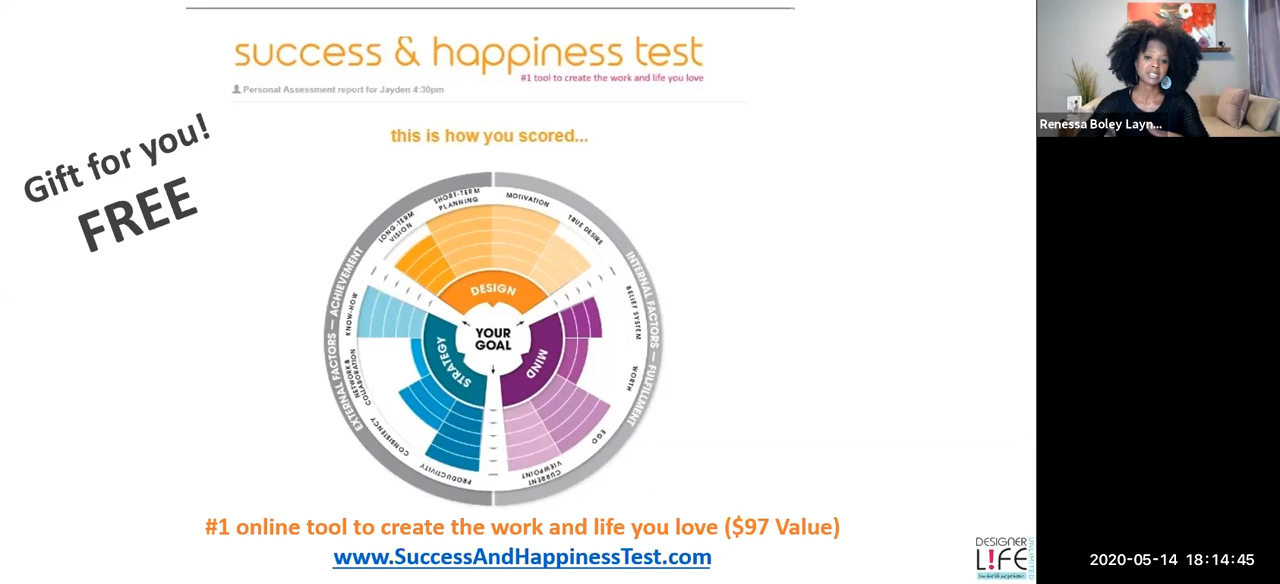 success & happiness test
#1 tool to create the work and life you love
Personal Assessment report for Jayden 4:30pm
Gift for you!
FREE
this is how you scored...
EXTERNAL FACTORS — ACHIEVEMENT
INTERNAL FACTORS — FULFILLMENT
LONG-TERM
VISION
SHORT-TERM
PLANNING
MOTIVATION
TRUE DESIRE
DESIGN
KNOW-HOW
NETWORK &
COLLABORATION
CONSISTENCY
PRODUCTIVITY
STRATEGY
YOUR
GOAL
MIND
BELIEF SYSTEM
WORTH
EGO
CURRENT
VIEWPOINT
#1 online tool to create the work and life you love ($97 Value)
www.SuccessAndHappinessTest.com
Renessa Boley Layn...
DESIGNER
L!FE
UNLIMITED
2020-05-14 18:14:45